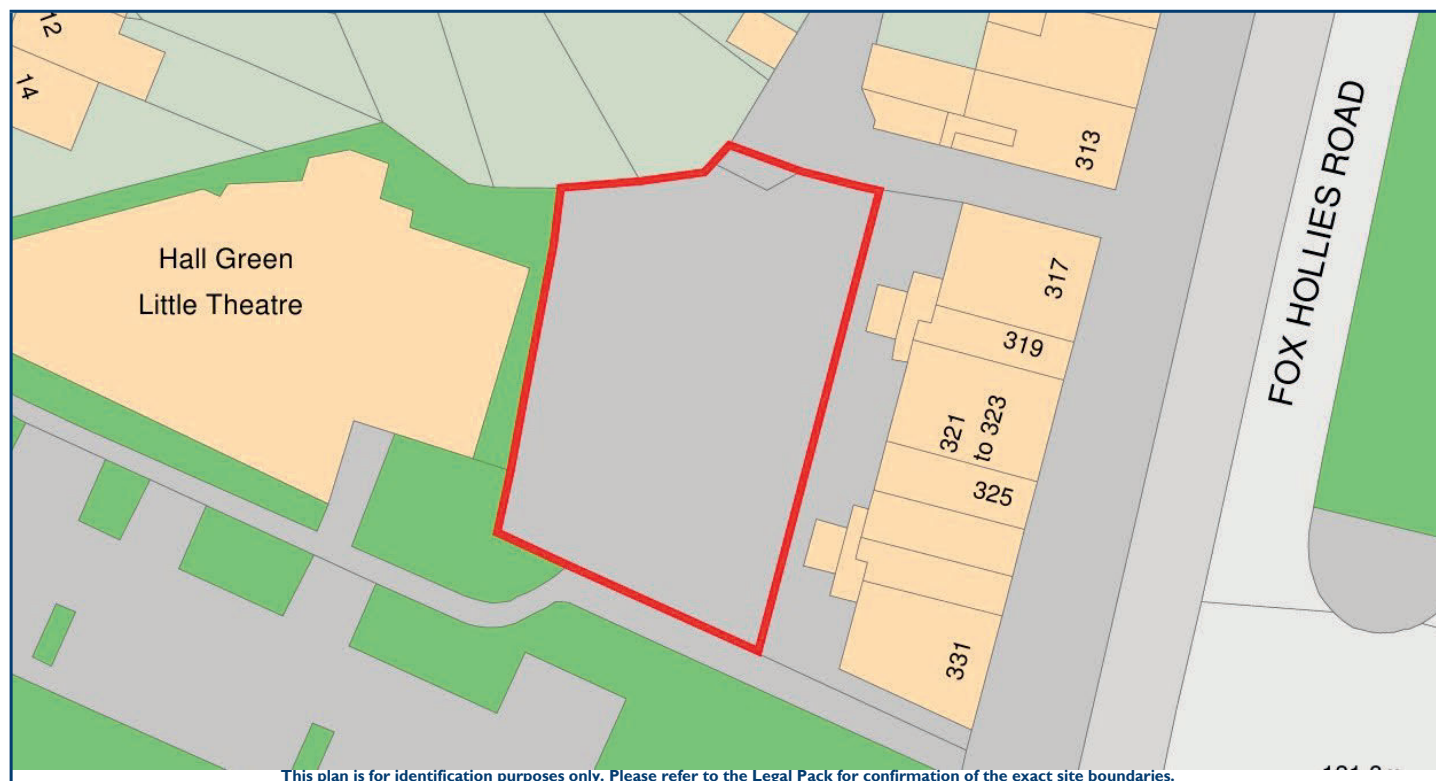 12
14
Hall Green
Little Theatre
313
317
319
321
to 323
325
331
FOX HOLLIES ROAD
This plan is for identification purposes only. Please refer to the Legal Pack for confirmation of the exact site boundaries.